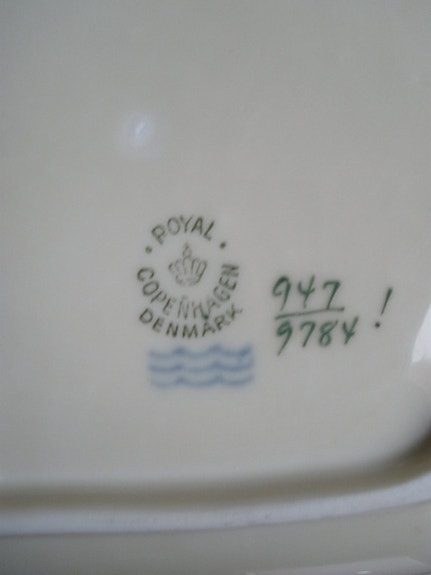 ROYAL
COPENHAGEN
DENMARK
947
9784 !